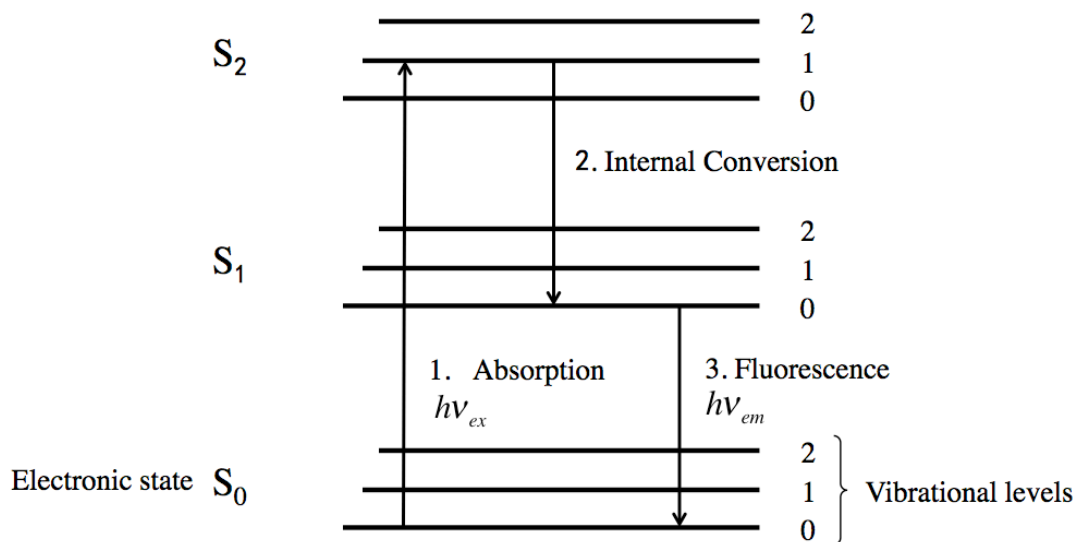 2
S2
1
0
2. Internal Conversion
2
S1
1
0
1. Absorption
hνex
3. Fluorescence
hνem
2
Electronic state S0
1
Vibrational levels
0